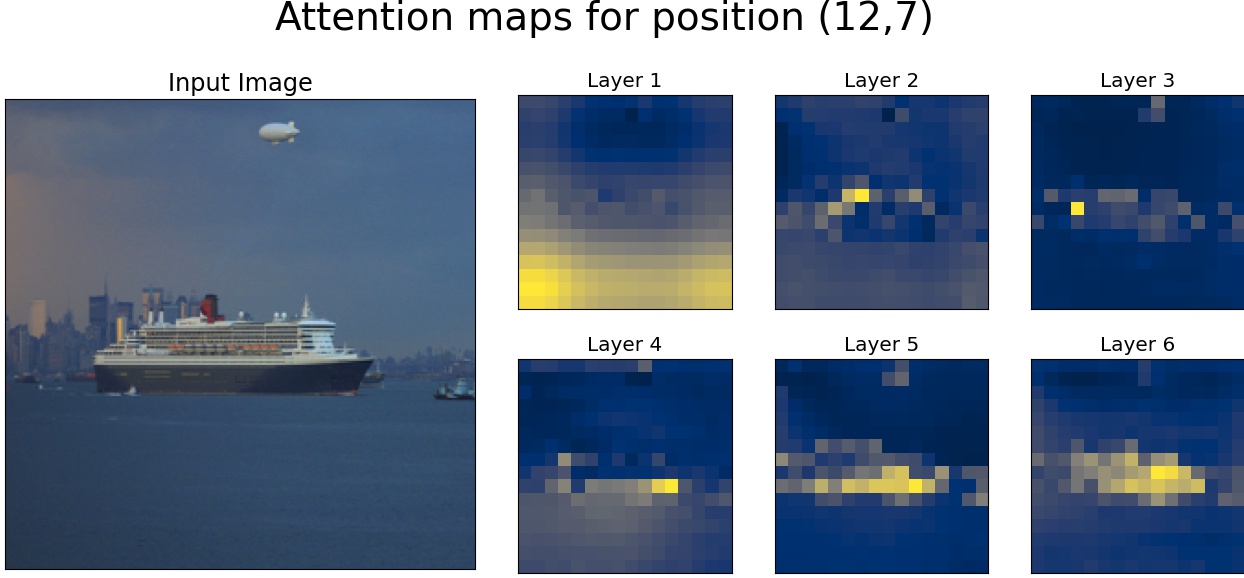 Attention maps for position (12,7)
Input Image
Layer 1
Layer 2
Layer 3
Layer 4
Layer 5
Layer 6